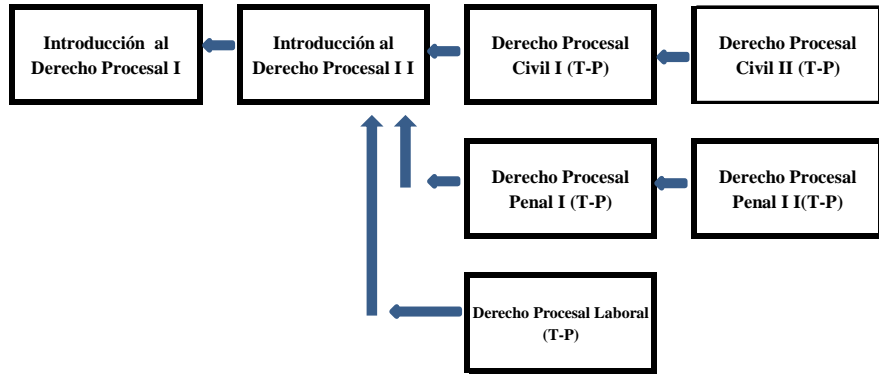 Introducción al
Derecho Procesal I
Introducción al
Derecho Procesal I I
Derecho Procesal
Civil I (T-P)
Derecho Procesal
Civil II (T-P)
Derecho Procesal
Penal I (T-P)
Derecho Procesal
Penal I I(T-P)
Derecho Procesal Laboral
(T-P)